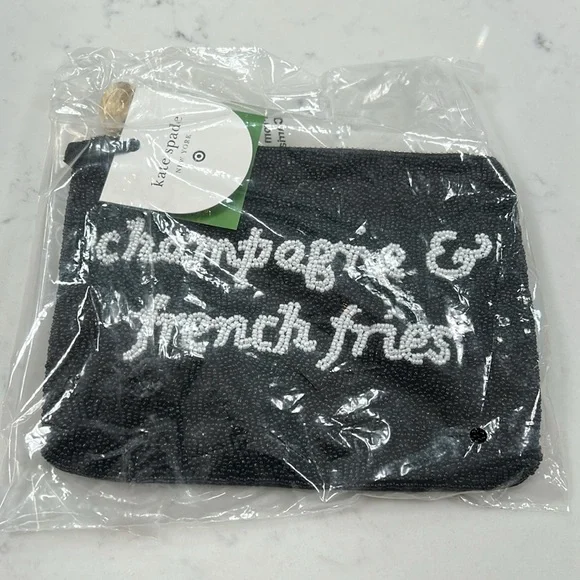 kate spade
NEW YORK
champagne &
french fries